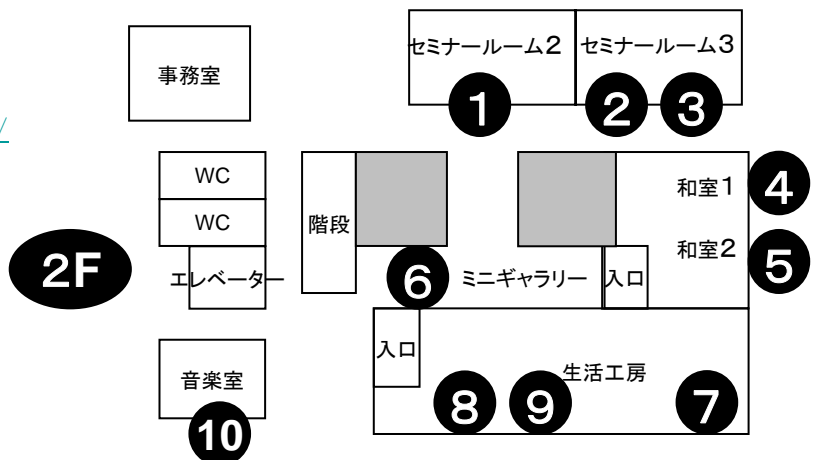 セミナールーム2
セミナールーム3
事務室
1
2
3
/
WC
和室1
4
WC
階段
和室2
5
2F
エレベーター
6
ミニギャラリー
入口
入口
音楽室
生活工房
8
9
7
10